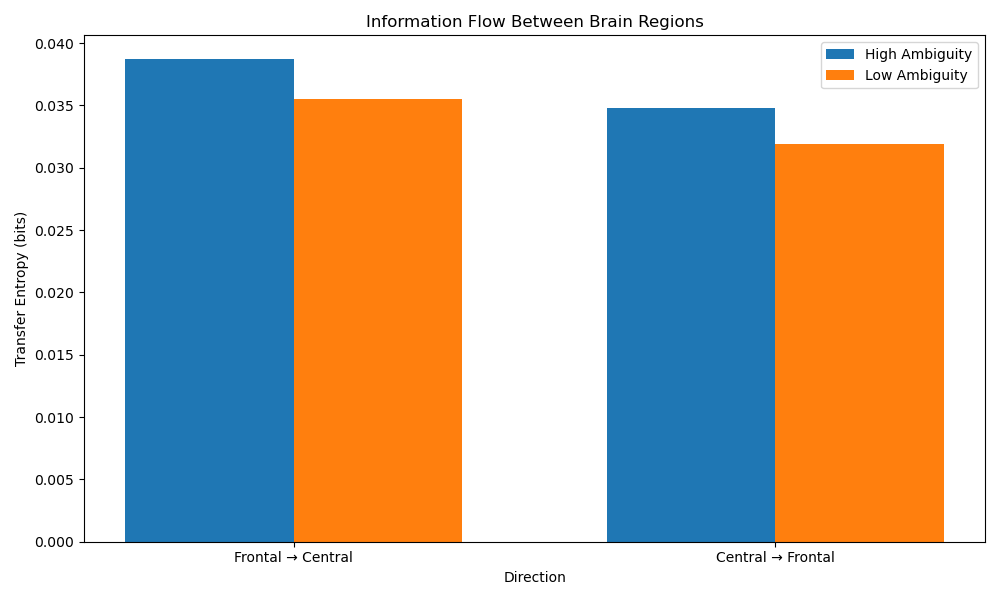 Information Flow Between Brain Regions
High Ambiguity
Low Ambiguity
Transfer Entropy (bits)
0.040
0.035
0.030
0.025
0.020
0.015
0.010
0.005
0.000
Frontal → Central
Central → Frontal
Direction